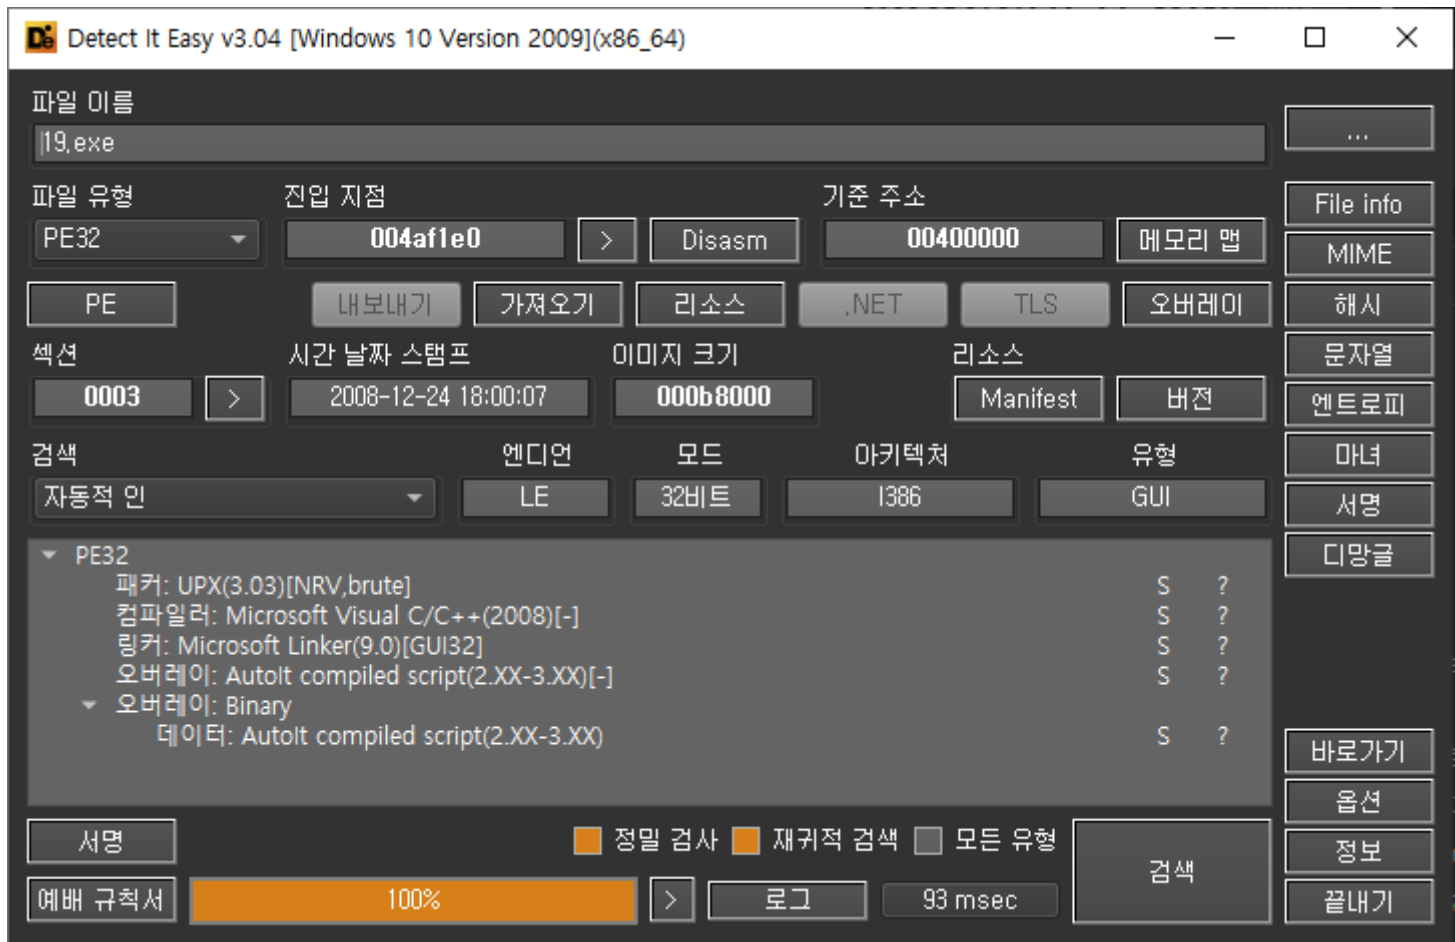 Detect It Easy v3.04 [Windows 10 Version 2009](x86_64)
파일 이름
19.exe
...
파일 유형 진입 지점 기준 주소
File info
PE32 004af1e0 > Disasm 00400000 메모리 맵
MIME
PE 내보내기 가져오기 리소스 .NET TLS 오버레이 해시
섹션 시간 날짜 스탬프 이미지 크기 리소스 문자열
0003 > 2008-12-24 18:00:07 000b8000 Manifest 버전 엔트로피
검색 엔디언 모드 아키텍쳐 유형 마녀
자동적 인 LE 32비트 I386 GUI 서명
PE32 디망글
패커: UPX(3.03)[NRV,brute] S ?
컴파일러: Microsoft Visual C/C++(2008)[-] S ?
링커: Microsoft Linker(9.0)[GUI32] S ?
오버레이: AutoIt compiled script(2.XX-3.XX)[-] S ?
오버레이: Binary
데이터: AutoIt compiled script(2.XX-3.XX) S ?
바로가기
옵션
서명 정밀 검사 재귀적 검색 모든 유형 검색 정보
예배 규칙서 100% > 로그 93 msec 끝내기